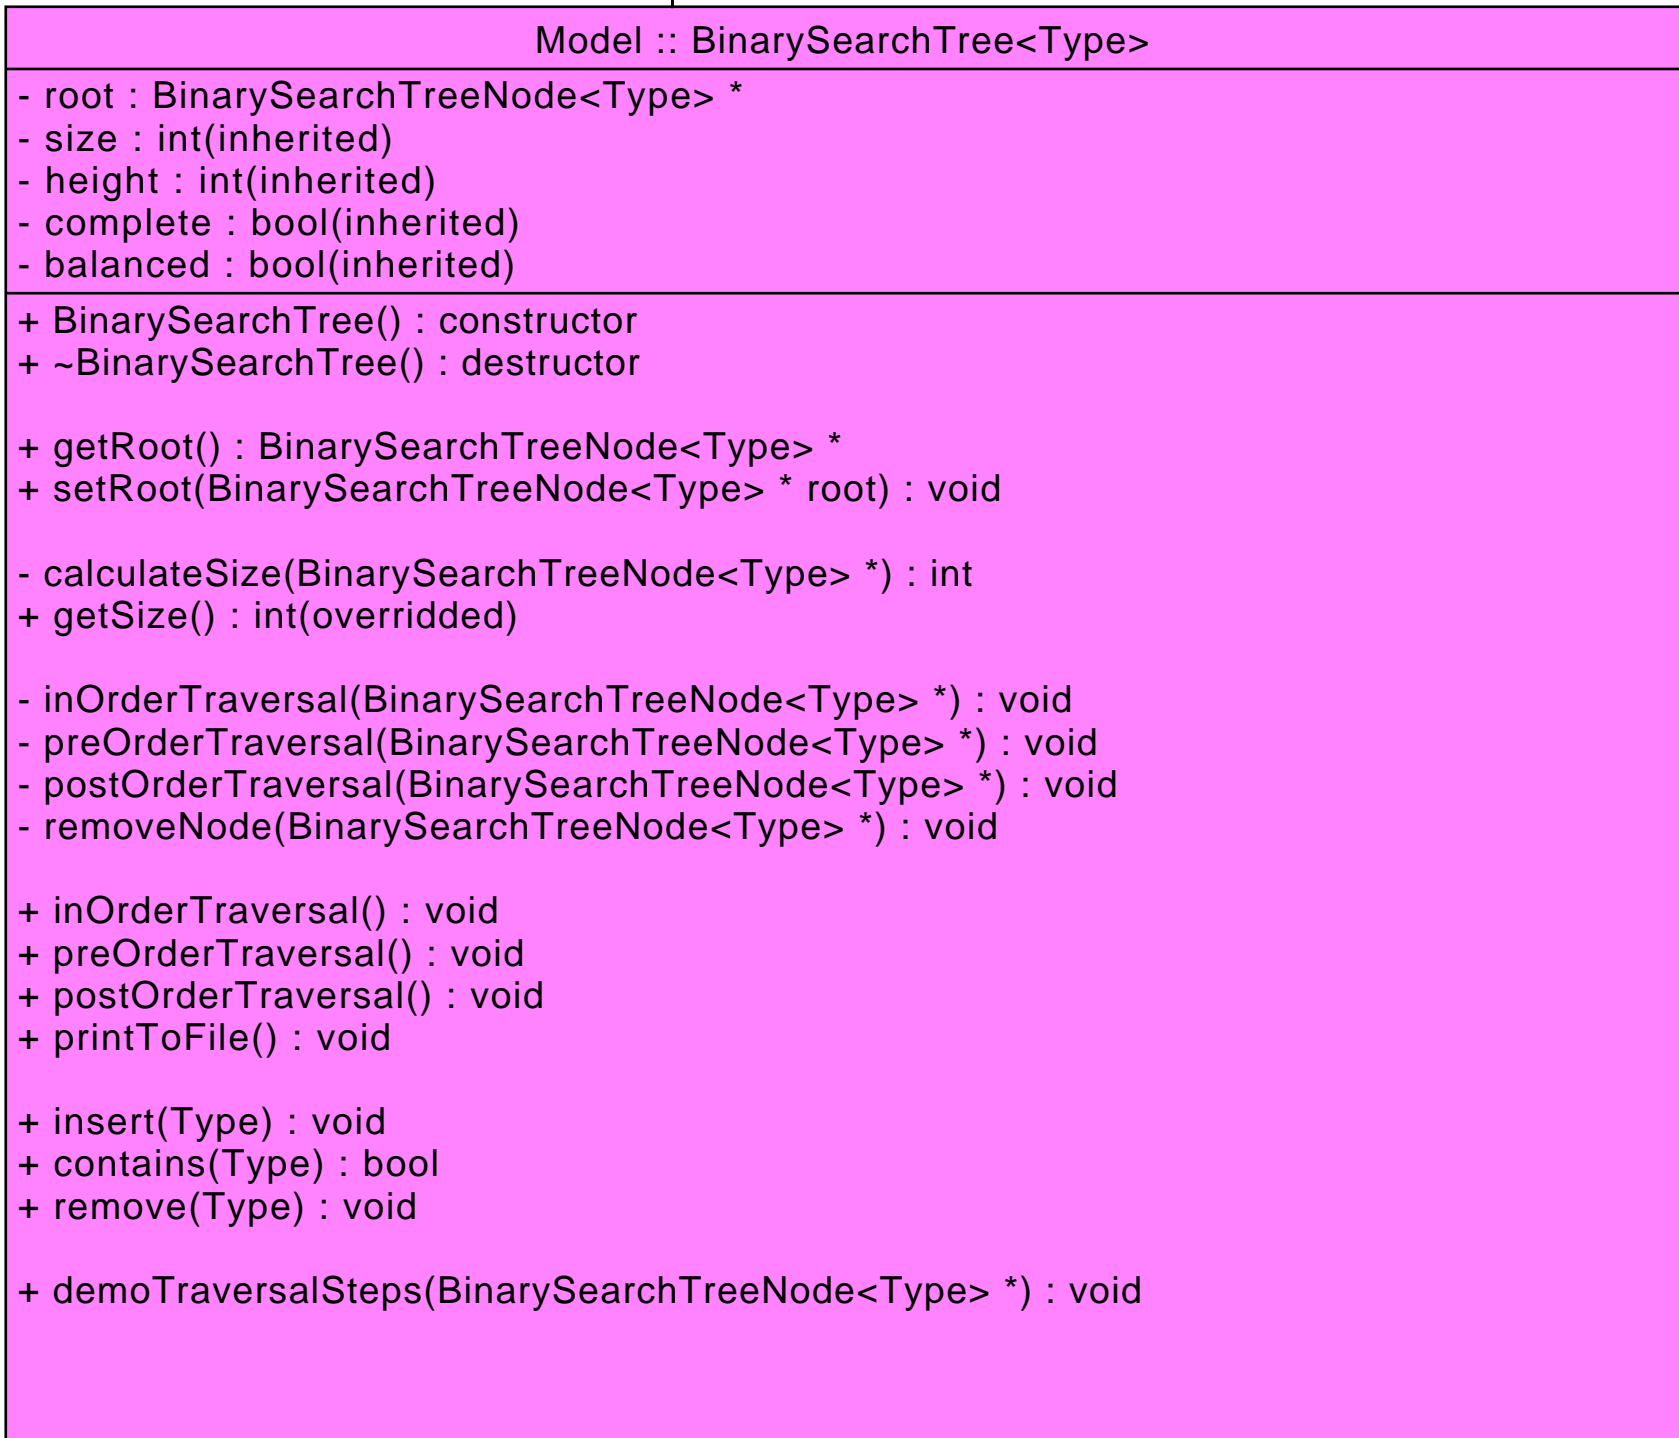 Model :: BinarySearchTree<Type>
- root : BinarySearchTreeNode<Type> *
- size : int(inherited)
- height : int(inherited)
- complete : bool(inherited)
- balanced : bool(inherited)
+ BinarySearchTree() : constructor
+ ~BinarySearchTree() : destructor
+ getRoot() : BinarySearchTreeNode<Type> *
+ setRoot(BinarySearchTreeNode<Type> * root) : void
- calculateSize(BinarySearchTreeNode<Type> *) : int
+ getSize() : int(overridded)
- inOrderTraversal(BinarySearchTreeNode<Type> *) : void
- preOrderTraversal(BinarySearchTreeNode<Type> *) : void
- postOrderTraversal(BinarySearchTreeNode<Type> *) : void
- removeNode(BinarySearchTreeNode<Type> *) : void
+ inOrderTraversal() : void
+ preOrderTraversal() : void
+ postOrderTraversal() : void
+ printToFile() : void
+ insert(Type) : void
+ contains(Type) : bool
+ remove(Type) : void
+ demoTraversalSteps(BinarySearchTreeNode<Type> *) : void